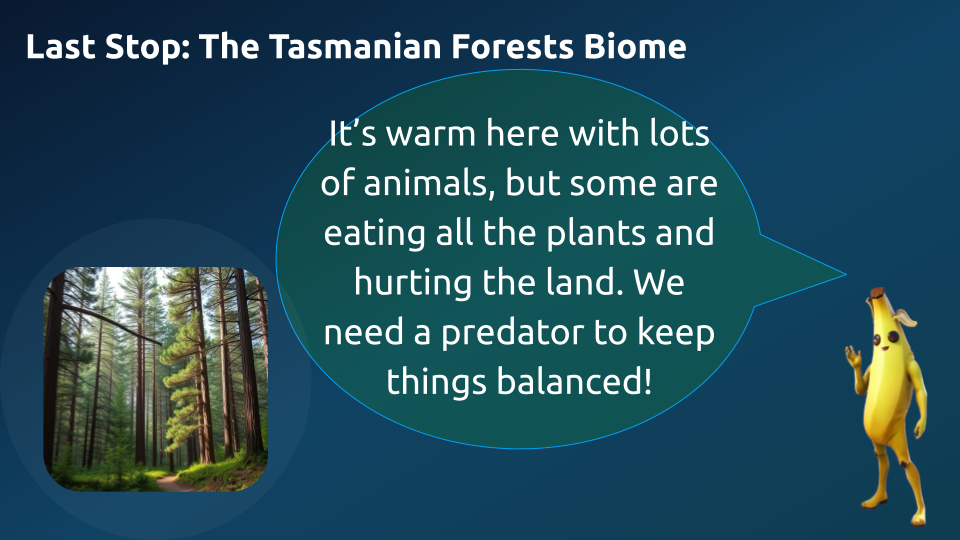 Last Stop: The Tasmanian Forests Biome
It’s warm here with lots
of animals, but some are
eating all the plants and
hurting the land. We
need a predator to keep
things balanced!